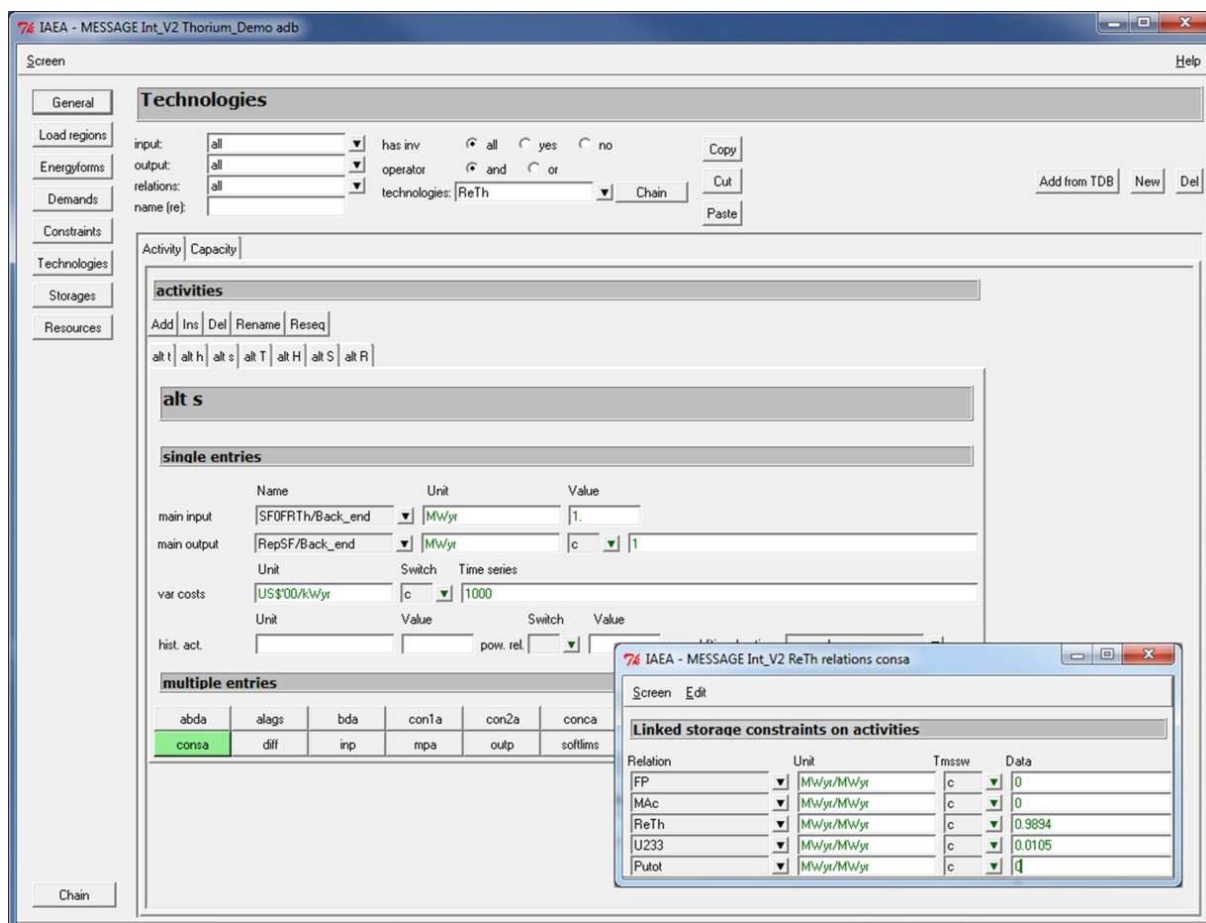 IAEA - MESSAGE Int_V2 Thorium_Demo adb
Screen Help
General
Load regions
Energyforms
Demands
Constraints
Technologies
Storages
Resources
Chain
Technologies
input: all has inv all yes no Copy
output: all operator and or Cut
relations: all technologies: ReTh Chain Add from TDB New Del
name (re): Paste
Activity Capacity
activities
Add Ins Del Rename Reseq
alt t alt h alt s alt T alt H alt S alt R
alt s
single entries
Name Unit Value
main input SF0FRTh/Back_end MWyr 1.
main output RepSF/Back_end MWyr c 1
Unit Switch Time series
var costs US$'00/kWyr c 1000
Unit Value Switch Value
hist. act. pow. rel.
multiple entries
abda alags bda con1a con2a conca
consa diff inp mpa outp softlims
IAEA - MESSAGE Int_V2 ReTh relations consa
Screen Edit
Linked storage constraints on activities
Relation Unit Tmssw Data
FP MWyr/MWyr c 0
MAc MWyr/MWyr c 0
ReTh MWyr/MWyr c 0.9894
U233 MWyr/MWyr c 0.0105
Putot MWyr/MWyr c 0